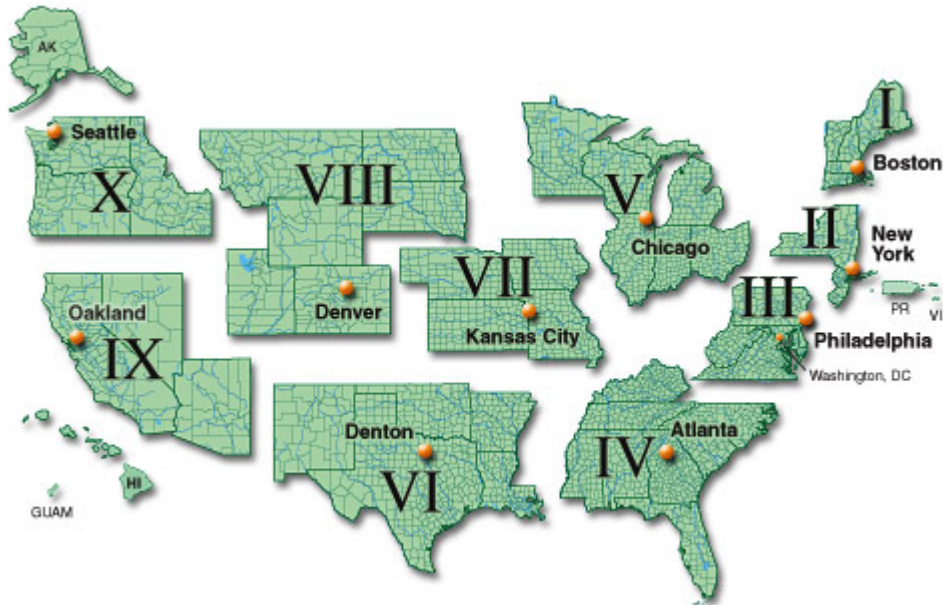 AK
Seattle
X
VIII
V
Chicago
I
Boston
II
New
York
PR
VI
VII
Kansas City
Denver
III
Philadelphia
Washington, DC
Oakland
IX
HI
GUAM
Denton
VI
IV
Atlanta